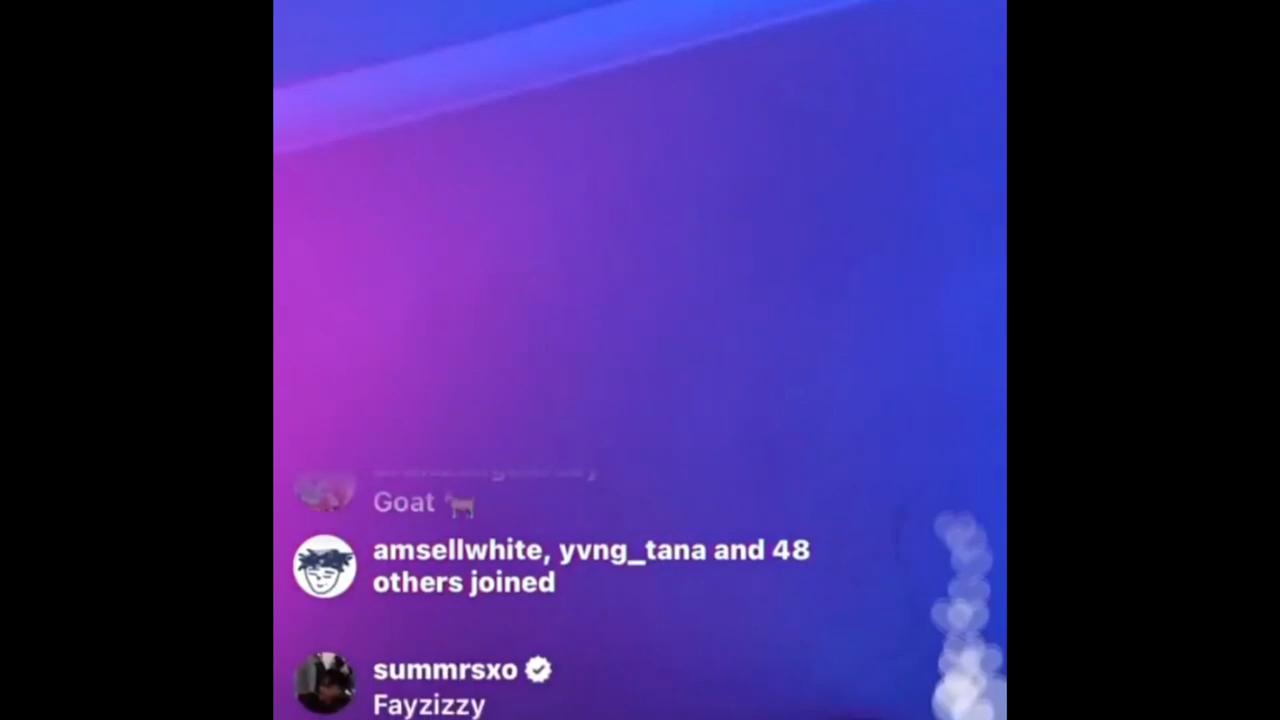 Goat 🐐
amsellwhite, yvng_tana and 48
others joined
summrsxo
Fayzizzy